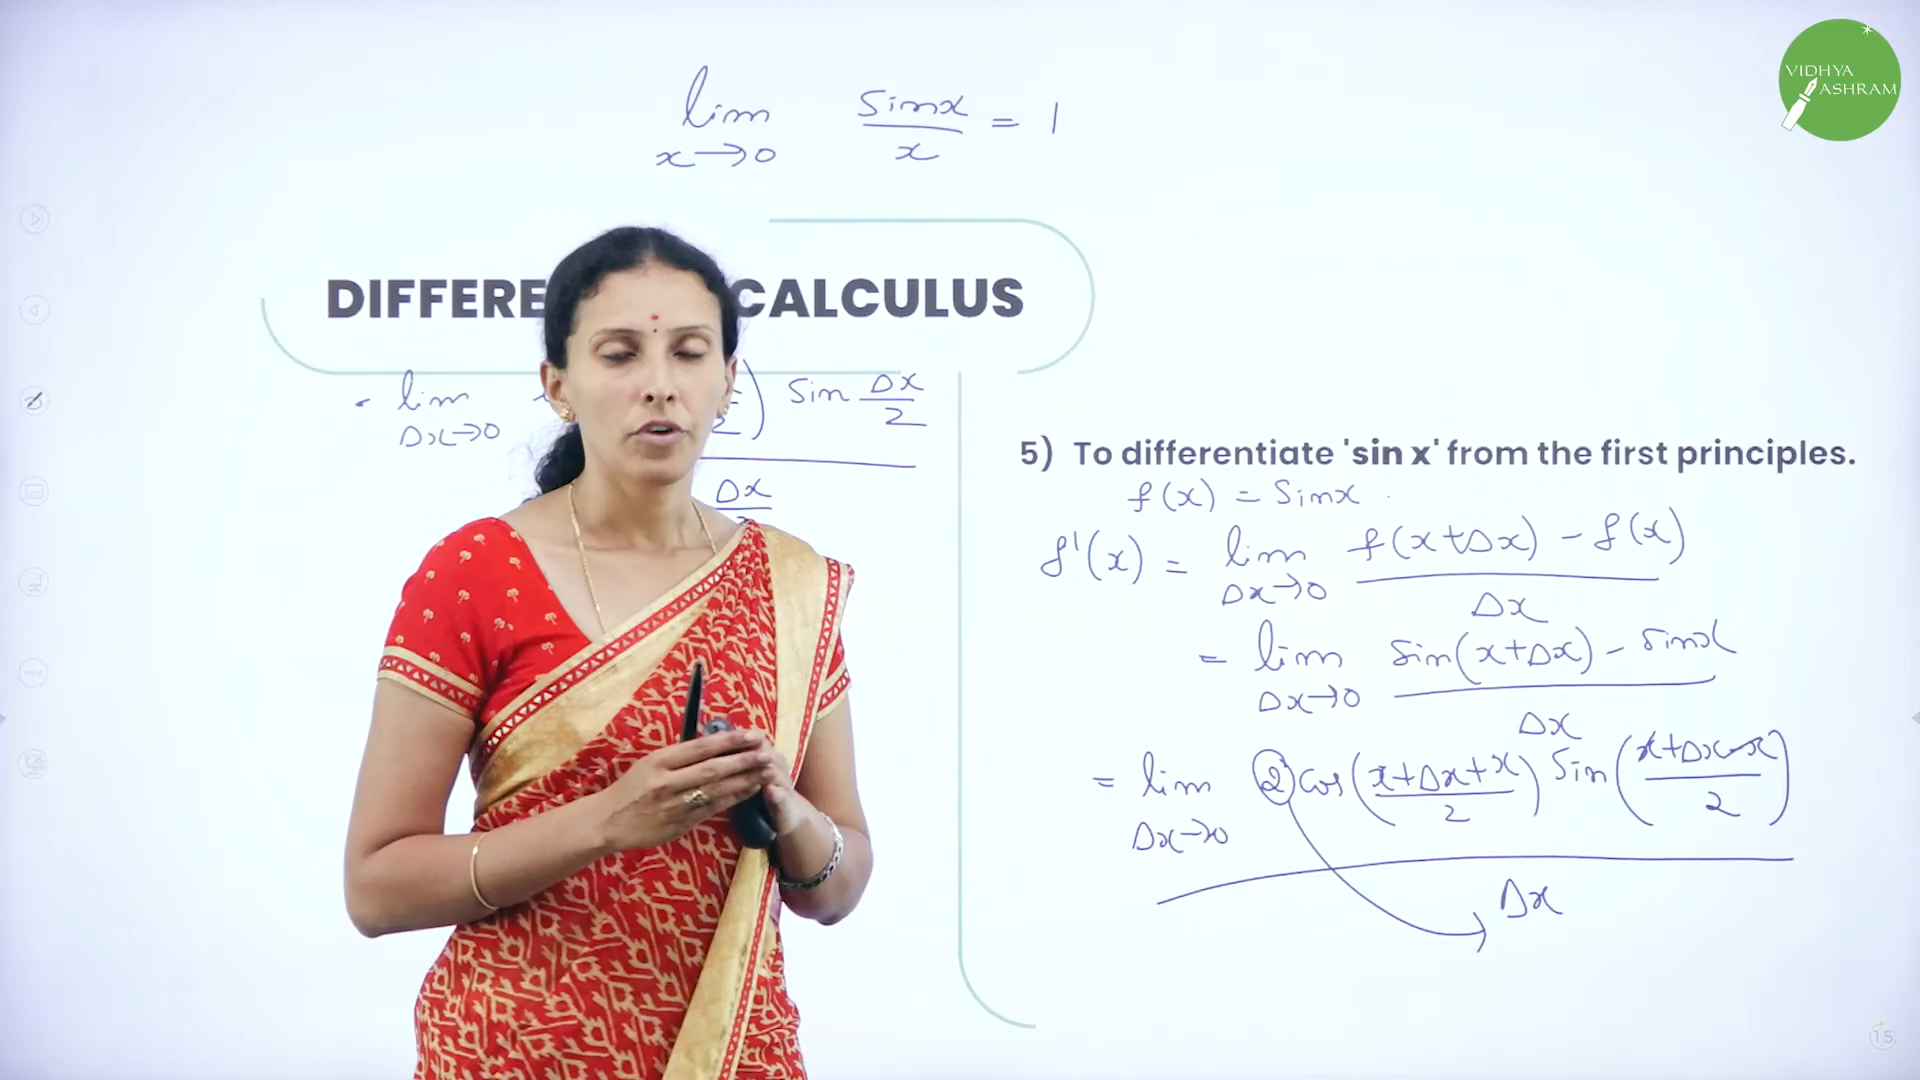 VIDHYA
ASHRAM
lim sinx/x = 1
x→0
DIFFERE CALCULUS
lim sin Δx/2
Δx→0
Δx
5) To differentiate 'sin x' from the first principles.
f(x) = sinx
f'(x) = lim f(x+Δx) - f(x)
Δx→0 Δx
= lim sin(x+Δx) - sinx
Δx→0 Δx
= lim 2 cos(x+Δx+x/2) sin(x+Δx-x/2)
Δx→0
Δx
15